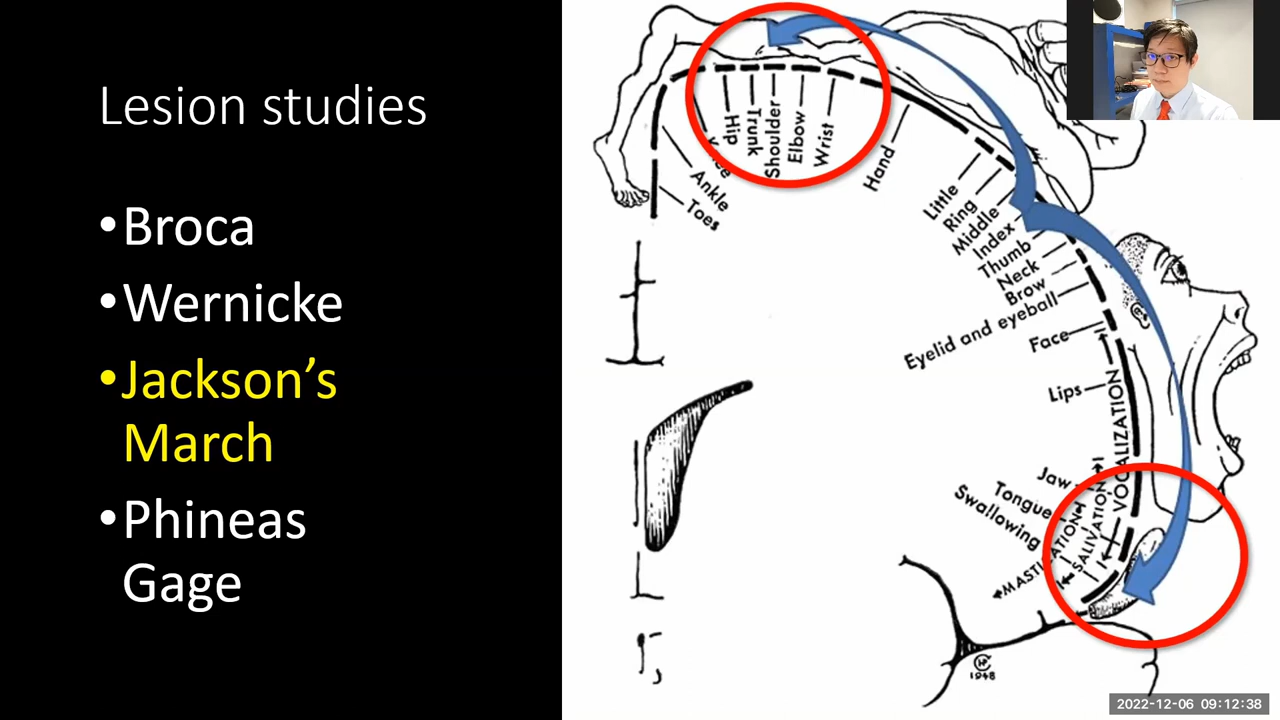 Lesion studies
•Broca
•Wernicke
•Jackson’s
March
•Phineas
Gage
Toes
Ankle
Hip
Trunk
Shoulder
Elbow
Wrist
Hand
Little
Ring
Middle
Index
Thumb
Neck
Brow
Eyelid and eyeball
Face
Lips
VOCALIZATION
Jaw
Tongue
Swallowing
SALIVATION
MASTICATION
1948
2022-12-06 09:12:38